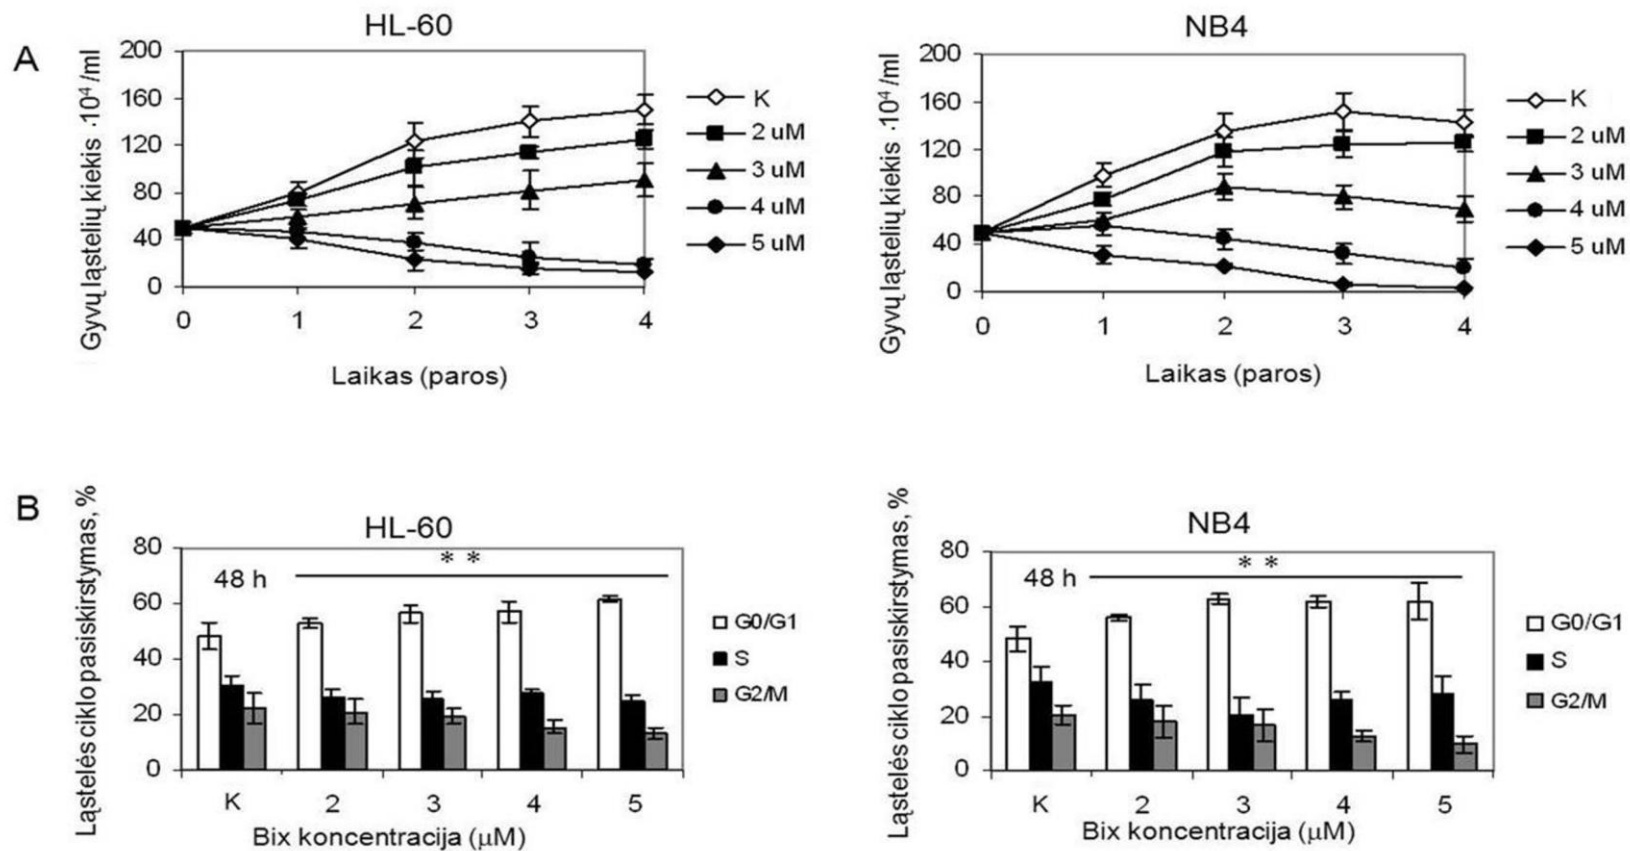 A
HL-60
Gyvų ląstelių kiekis ·10⁴ /ml
200
160
120
80
40
0
0 1 2 3 4
Laikas (paros)
K
2 uM
3 uM
4 uM
5 uM
NB4
Gyvų ląstelių kiekis ·10⁴ /ml
200
160
120
80
40
0
0 1 2 3 4
Laikas (paros)
K
2 uM
3 uM
4 uM
5 uM
B
HL-60
Ląstelės ciklo pasiskirstymas, %
80
60
40
20
0
48 h
* *
K 2 3 4 5
Bix koncentracija (µM)
G0/G1
S
G2/M
NB4
Ląstelės ciklo pasiskirstymas, %
80
60
40
20
0
48 h
* *
K 2 3 4 5
Bix koncentracija (µM)
G0/G1
S
G2/M